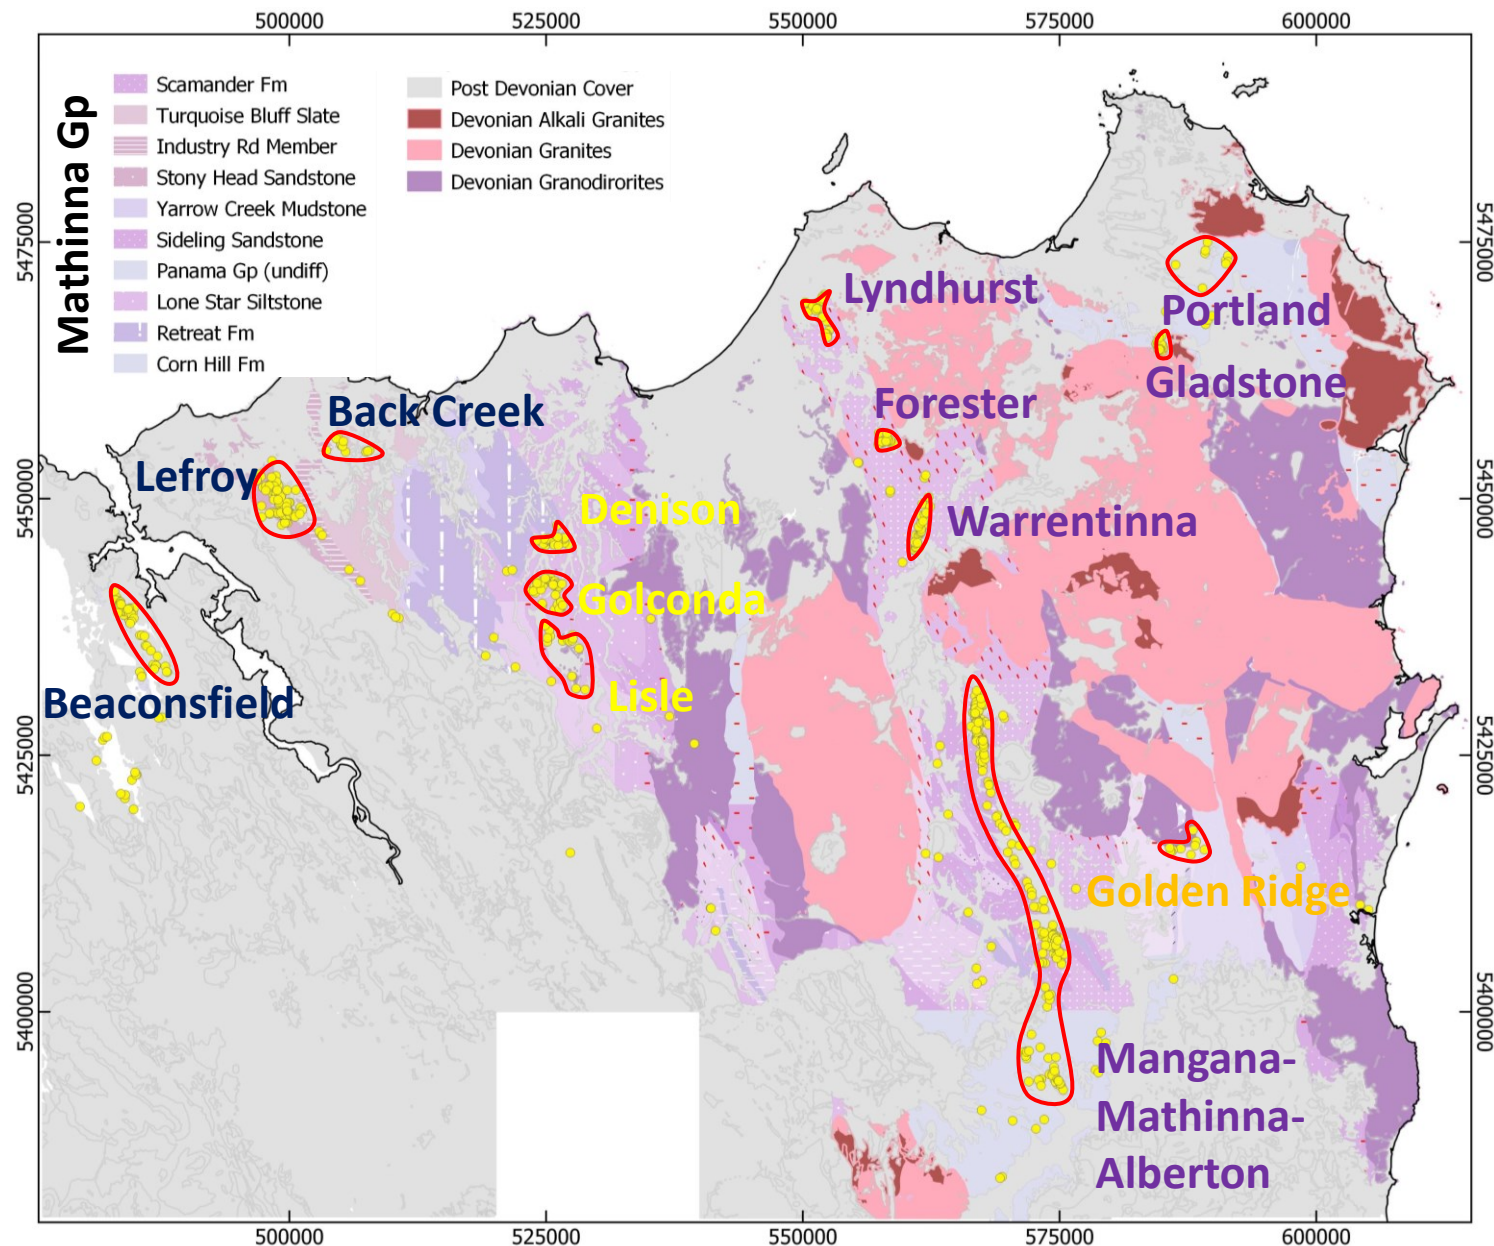 500000 525000 550000 575000 600000
Mathinna Gp
Scamander Fm
Turquoise Bluff Slate
Industry Rd Member
Stony Head Sandstone
Yarrow Creek Mudstone
Sideling Sandstone
Panama Gp (undiff)
Lone Star Siltstone
Retreat Fm
Corn Hill Fm
Post Devonian Cover
Devonian Alkali Granites
Devonian Granites
Devonian Granodirorites
5475000
5475000
Lyndhurst
Portland
Gladstone
Back Creek
Forester
Lefroy
5450000
5450000
Denison
Warrentinna
Golconda
Beaconsfield
Lisle
5425000
5425000
Golden Ridge
5400000
5400000
Mangana-
Mathinna-
Alberton
500000 525000 550000 575000 600000